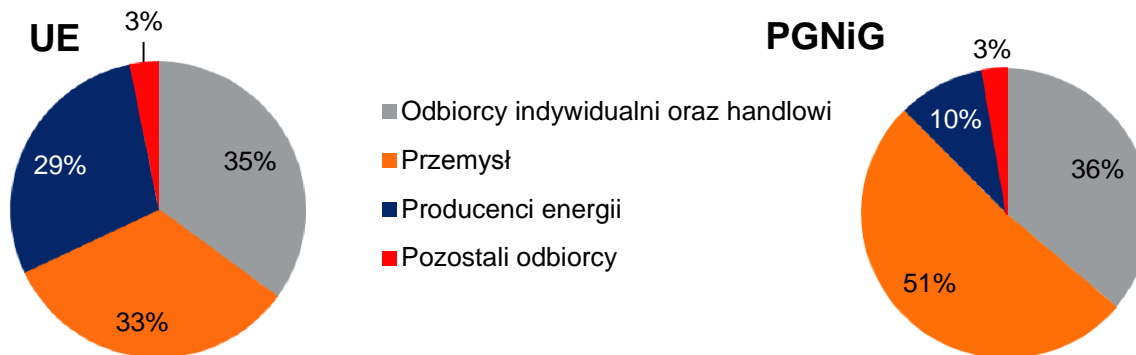 UE
3%
35%
29%
33%
Odbiorcy indywidualni oraz handlowi
Przemysł
Producenci energii
Pozostali odbiorcy
PGNiG
3%
10%
36%
51%